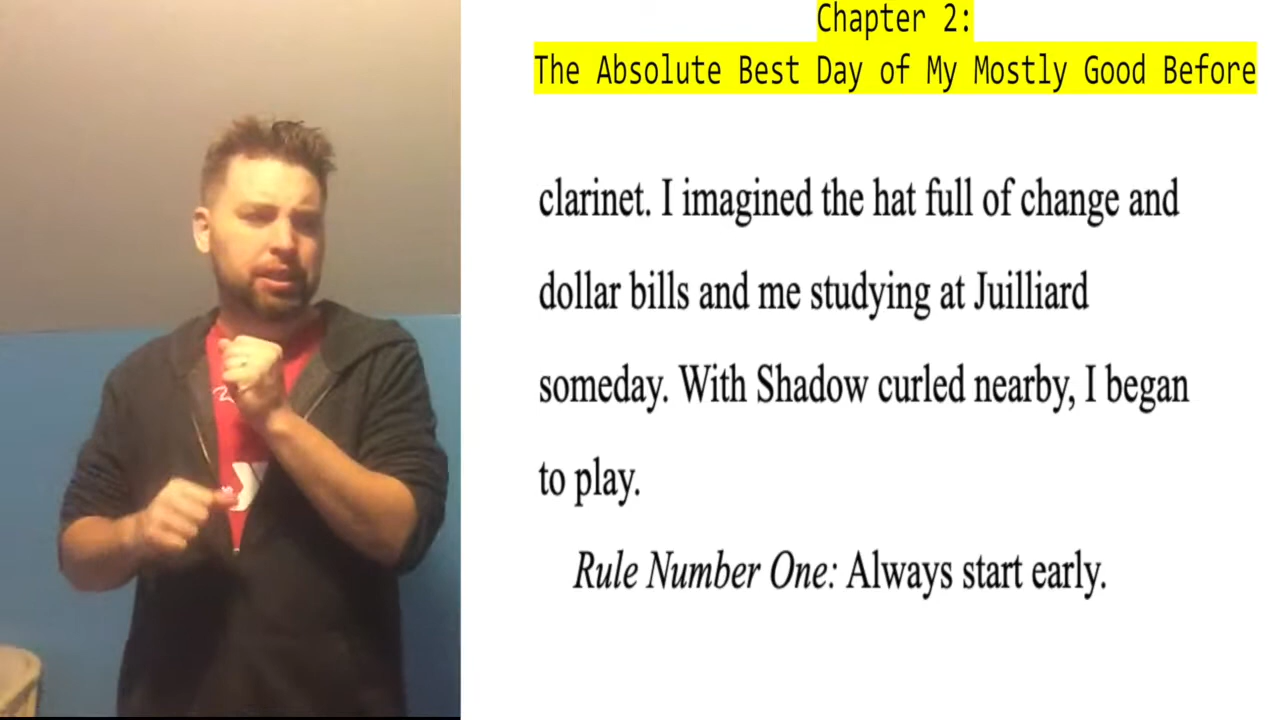 Chapter 2:
The Absolute Best Day of My Mostly Good Before
clarinet. I imagined the hat full of change and
dollar bills and me studying at Juilliard
someday. With Shadow curled nearby, I began
to play.
Rule Number One: Always start early.